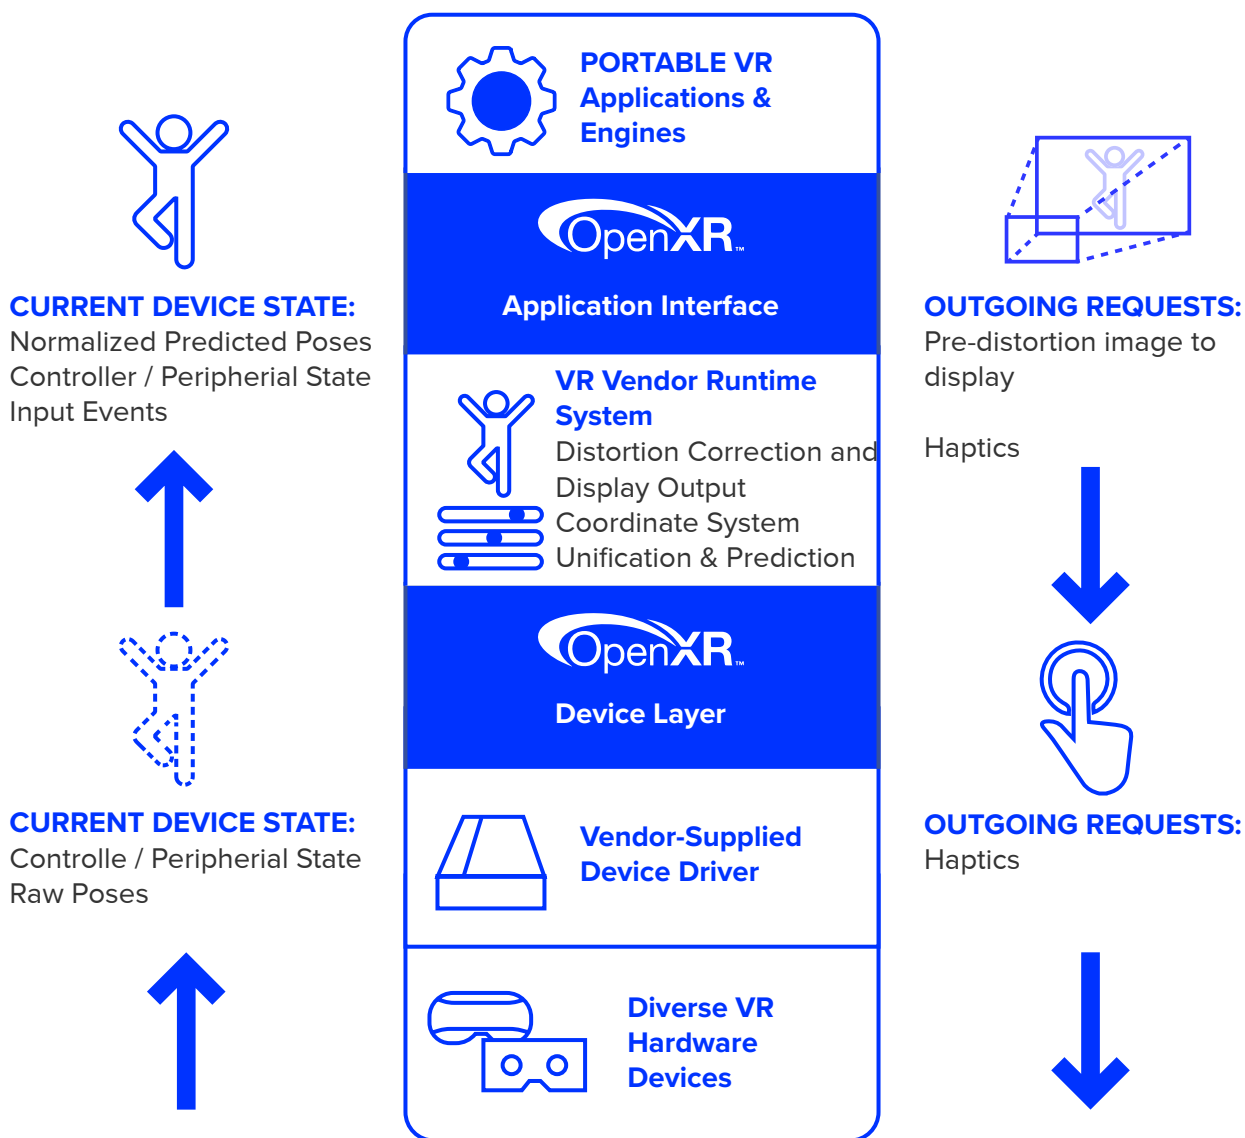 PORTABLE VR
Applications &
Engines
OpenXR™
Application Interface
CURRENT DEVICE STATE:
Normalized Predicted Poses
Controller / Peripherial State
Input Events
OUTGOING REQUESTS:
Pre-distortion image to
display
Haptics
VR Vendor Runtime
System
Distortion Correction and
Display Output
Coordinate System
Unification & Prediction
OpenXR™
Device Layer
CURRENT DEVICE STATE:
Controlle / Peripherial State
Raw Poses
Vendor-Supplied
Device Driver
OUTGOING REQUESTS:
Haptics
Diverse VR
Hardware
Devices